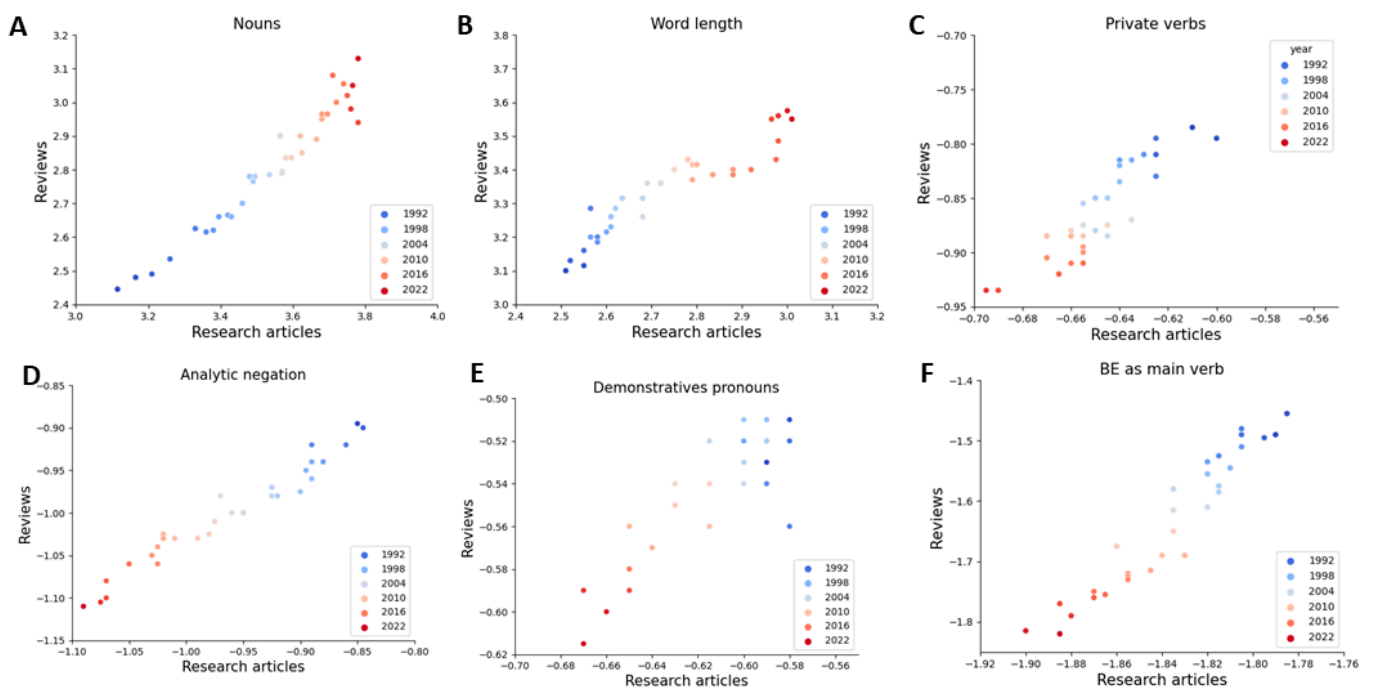 A
Nouns
3.2
3.1
3.0
2.9
2.8
2.7
2.6
2.5
2.4
Reviews
1992
1998
2004
2010
2016
2022
3.0 3.2 3.4 3.6 3.8 4.0
Research articles
B
Word length
3.8
3.7
3.6
3.5
3.4
3.3
3.2
3.1
3.0
Reviews
1992
1998
2004
2010
2016
2022
2.4 2.5 2.6 2.7 2.8 2.9 3.0 3.1 3.2
Research articles
C
Private verbs
−0.70
−0.75
−0.80
−0.85
−0.90
−0.95
Reviews
year
1992
1998
2004
2010
2016
2022
−0.70 −0.68 −0.66 −0.64 −0.62 −0.60 −0.58 −0.56
Research articles
D
Analytic negation
−0.85
−0.90
−0.95
−1.00
−1.05
−1.10
−1.15
Reviews
1992
1998
2004
2010
2016
2022
−1.10 −1.05 −1.00 −0.95 −0.90 −0.85 −0.80
Research articles
E
Demonstratives pronouns
−0.50
−0.52
−0.54
−0.56
−0.58
−0.60
−0.62
Reviews
1992
1998
2004
2010
2016
2022
−0.70 −0.68 −0.66 −0.64 −0.62 −0.60 −0.58 −0.56
Research articles
F
BE as main verb
−1.4
−1.5
−1.6
−1.7
−1.8
Reviews
1992
1998
2004
2010
2016
2022
−1.92 −1.90 −1.88 −1.86 −1.84 −1.82 −1.80 −1.78 −1.76
Research articles